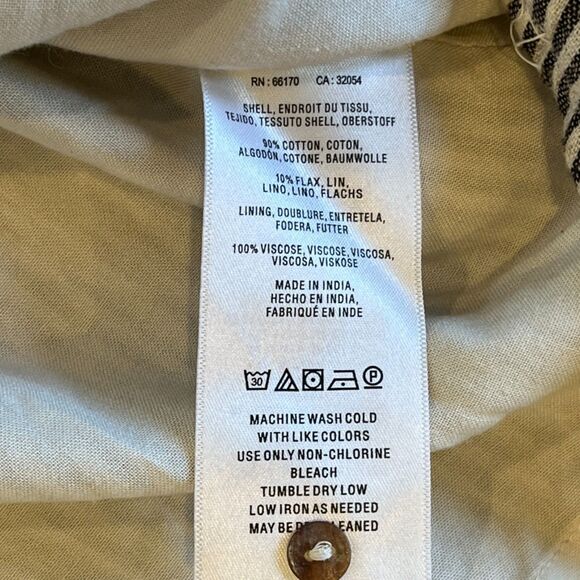 RN : 66170 CA : 32054
SHELL, ENDROIT DU TISSU,
TEJIDO, TESSUTO SHELL, OBERSTOFF
90% COTTON, COTON,
ALGODÓN, COTONE, BAUMWOLLE
10% FLAX, LIN,
LINO, LINO, FLACHS
LINING, DOUBLURE, ENTRETELA,
FODERA, FUTTER
100% VISCOSE, VISCOSE, VISCOSA,
VISCOSA, VISKOSE
MADE IN INDIA,
HECHO EN INDIA,
FABRIQUÉ EN INDE
30 P
MACHINE WASH COLD
WITH LIKE COLORS
USE ONLY NON-CHLORINE
BLEACH
TUMBLE DRY LOW
LOW IRON AS NEEDED
MAY BE